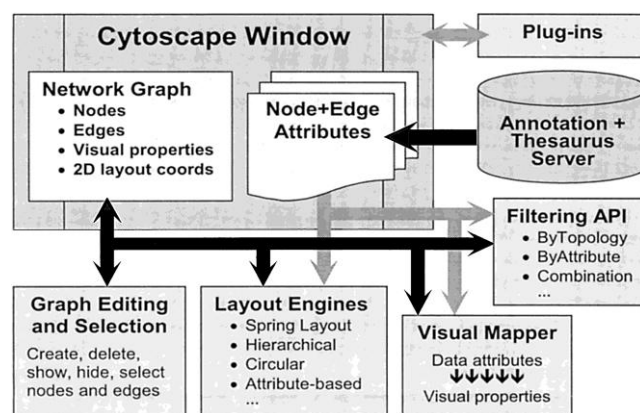 Cytoscape Window
Plug-ins
Network Graph
• Nodes
• Edges
• Visual properties
• 2D layout coords
Node+Edge
Attributes
Annotation +
Thesaurus
Server
Filtering API
• ByTopology
• ByAttribute
• Combination
...
Graph Editing
and Selection
Create, delete,
show, hide, select
nodes and edges
Layout Engines
• Spring Layout
• Hierarchical
• Circular
• Attribute-based
...
Visual Mapper
Data attributes
Visual properties